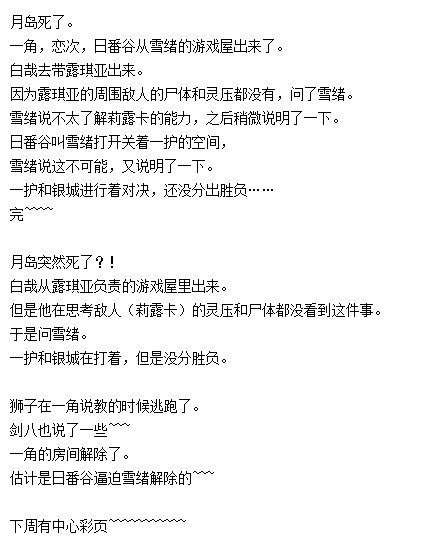 月岛死了。
一角，恋次，日番谷从雪绪的游戏屋出来了。
白哉去带露琪亚出来。
因为露琪亚的周围敌人的尸体和灵压都没有，问了雪绪。
雪绪说不太了解莉露卡的能力，之后稍微说明了一下。
日番谷叫雪绪打开关着一护的空间，
雪绪说这不可能，又说明了一下。
一护和银城进行着对决，还没分出胜负……
完~~~~
月岛突然死了？！
白哉从露琪亚负责的游戏屋里出来。
但是他在思考敌人（莉露卡）的灵压和尸体都没看到这件事。
于是问雪绪。
一护和银城在打着，但是没分胜负。
狮子在一角说教的时候逃跑了。
剑八也说了一些~~~
一角的房间解除了。
估计是日番谷逼迫雪绪解除的~~~
下周有中心彩页~~~~~~~~~~~